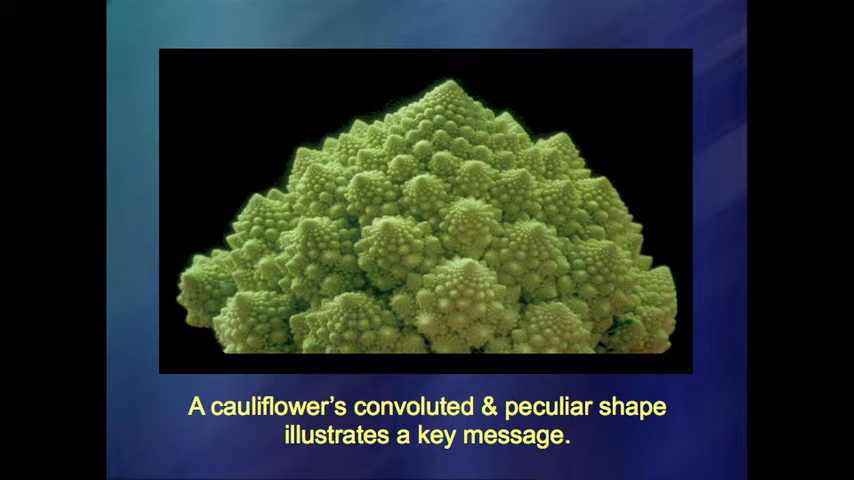 A cauliflower's convoluted & peculiar shape
illustrates a key message.